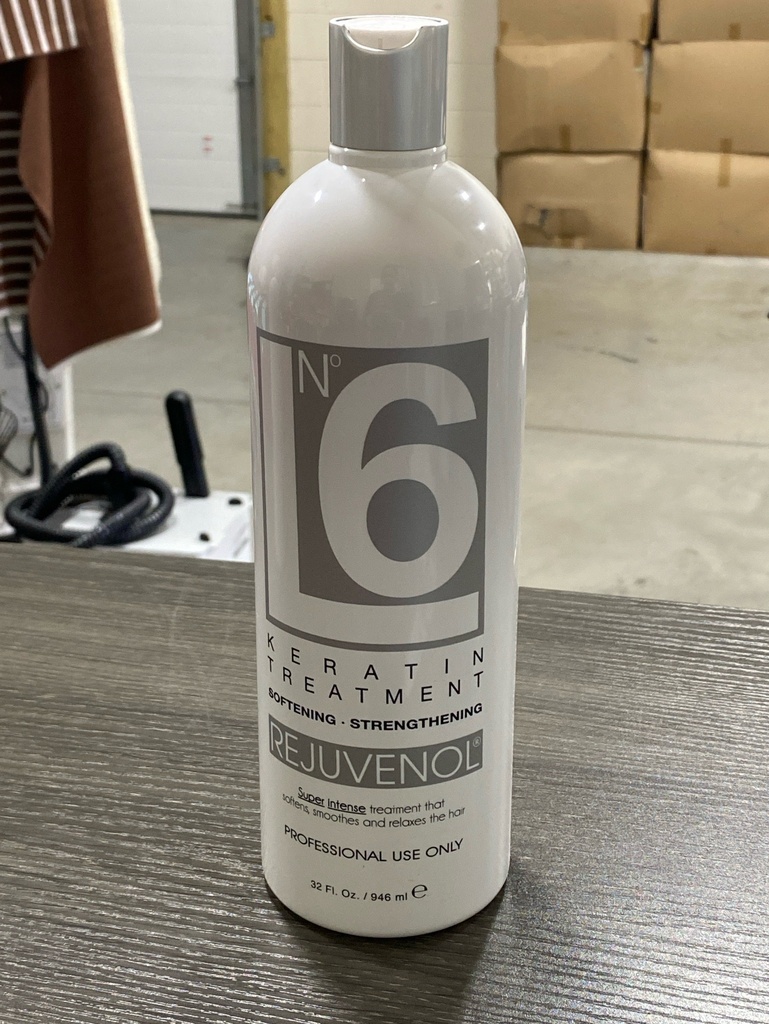 Nº
6
KERATIN
TREATMENT
SOFTENING · STRENGTHENING
REJUVENOL®
Super intense treatment that
softens, smoothes and relaxes the hair
PROFESSIONAL USE ONLY
32 Fl. Oz. / 946 ml ℮